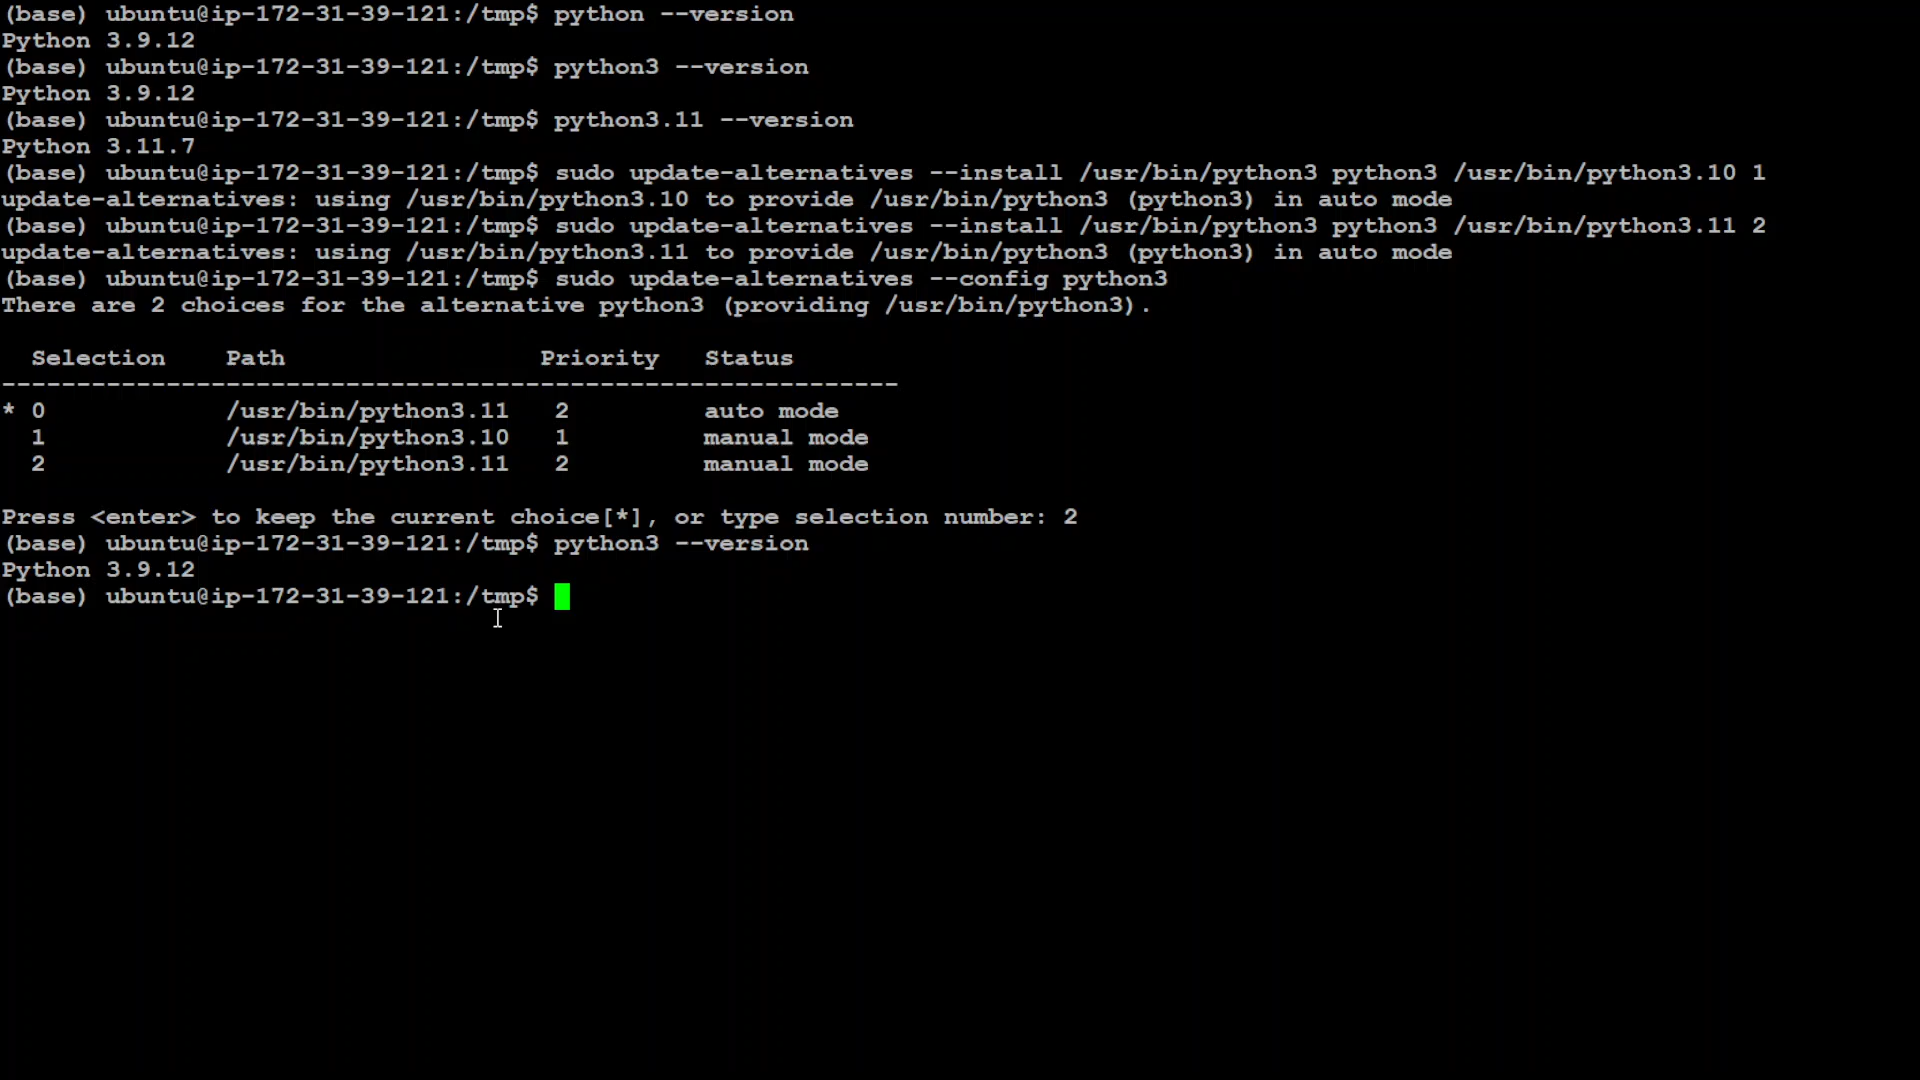 (base) ubuntu@ip-172-31-39-121:/tmp$ python --version
Python 3.9.12
(base) ubuntu@ip-172-31-39-121:/tmp$ python3 --version
Python 3.9.12
(base) ubuntu@ip-172-31-39-121:/tmp$ python3.11 --version
Python 3.11.7
(base) ubuntu@ip-172-31-39-121:/tmp$ sudo update-alternatives --install /usr/bin/python3 python3 /usr/bin/python3.10 1
update-alternatives: using /usr/bin/python3.10 to provide /usr/bin/python3 (python3) in auto mode
(base) ubuntu@ip-172-31-39-121:/tmp$ sudo update-alternatives --install /usr/bin/python3 python3 /usr/bin/python3.11 2
update-alternatives: using /usr/bin/python3.11 to provide /usr/bin/python3 (python3) in auto mode
(base) ubuntu@ip-172-31-39-121:/tmp$ sudo update-alternatives --config python3
There are 2 choices for the alternative python3 (providing /usr/bin/python3).

  Selection    Path                 Priority   Status
------------------------------------------------------------
* 0            /usr/bin/python3.11   2         auto mode
  1            /usr/bin/python3.10   1         manual mode
  2            /usr/bin/python3.11   2         manual mode

Press <enter> to keep the current choice[*], or type selection number: 2
(base) ubuntu@ip-172-31-39-121:/tmp$ python3 --version
Python 3.9.12
(base) ubuntu@ip-172-31-39-121:/tmp$